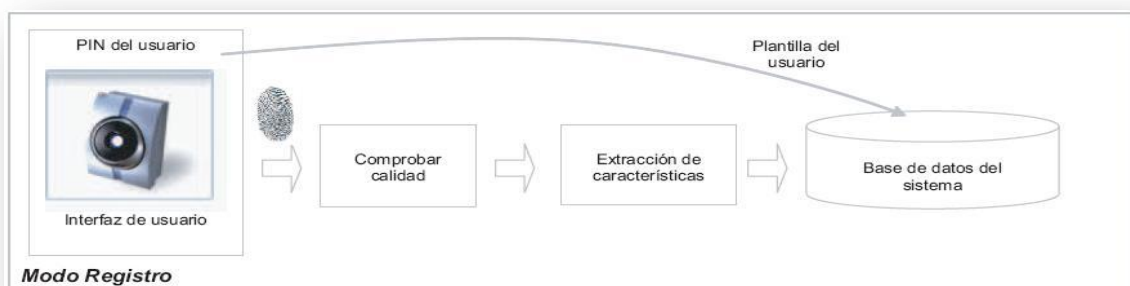 PIN del usuario
Plantilla del
usuario
Comprobar
calidad
Extracción de
características
Base de datos del
sistema
Interfaz de usuario
Modo Registro